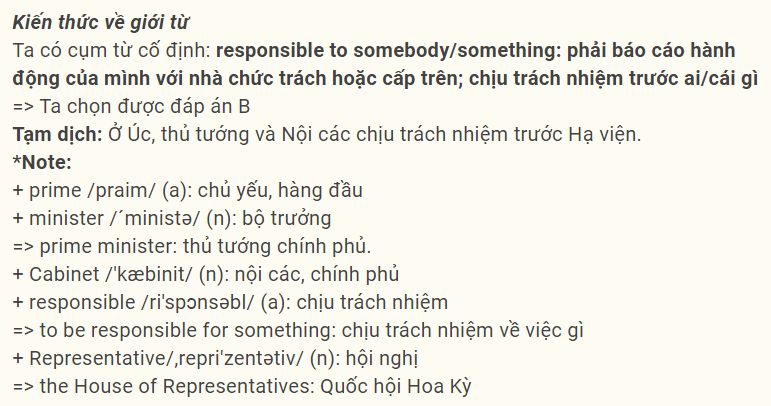 Kiến thức về giới từ
Ta có cụm từ cố định: responsible to somebody/something: phải báo cáo hành
động của mình với nhà chức trách hoặc cấp trên; chịu trách nhiệm trước ai/cái gì
=> Ta chọn được đáp án B
Tạm dịch: Ở Úc, thủ tướng và Nội các chịu trách nhiệm trước Hạ viện.
*Note:
+ prime /praim/ (a): chủ yếu, hàng đầu
+ minister /´ministə/ (n): bộ trưởng
=> prime minister: thủ tướng chính phủ.
+ Cabinet /'kæbinit/ (n): nội các, chính phủ
+ responsible /ri'spɔnsəbl/ (a): chịu trách nhiệm
=> to be responsible for something: chịu trách nhiệm về việc gì
+ Representative/,repri'zentətiv/ (n): hội nghị
=> the House of Representatives: Quốc hội Hoa Kỳ